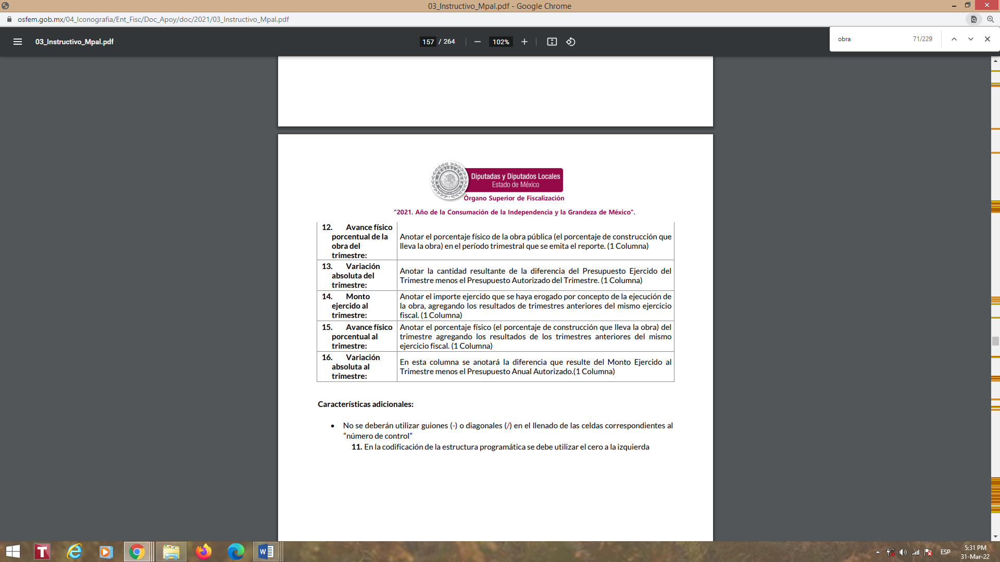 03_Instructivo_Mpal.pdf - Google Chrome
osfem.gob.mx/04_Iconografia/Ent_Fisc/Doc_Apoy/doc/2021/03_Instructivo_Mpal.pdf
03_Instructivo_Mpal.pdf
157 / 264
102%
obra
71/229
LEGISLATURA
Diputadas y Diputados Locales
Estado de México
Órgano Superior de Fiscalización
“2021. Año de la Consumación de la Independencia y la Grandeza de México”.
12. Avance físico
porcentual de la
obra del
trimestre:
Anotar el porcentaje físico de la obra pública (el porcentaje de construcción que
lleva la obra) en el período trimestral que se emita el reporte. (1 Columna)
13. Variación
absoluta del
trimestre:
Anotar la cantidad resultante de la diferencia del Presupuesto Ejercido del
Trimestre menos el Presupuesto Autorizado del Trimestre. (1 Columna)
14. Monto
ejercido al
trimestre:
Anotar el importe ejercido que se haya erogado por concepto de la ejecución de
la obra, agregando los resultados de trimestres anteriores del mismo ejercicio
fiscal. (1 Columna)
15. Avance físico
porcentual al
trimestre:
Anotar el porcentaje físico (el porcentaje de construcción que lleva la obra) del
trimestre agregando los resultados de los trimestres anteriores del mismo
ejercicio fiscal. (1 Columna)
16. Variación
absoluta al
trimestre:
En esta columna se anotará la diferencia que resulte del Monto Ejercido al
Trimestre menos el Presupuesto Anual Autorizado.(1 Columna)
Características adicionales:
• No se deberán utilizar guiones (-) o diagonales (/) en el llenado de las celdas correspondientes al
“número de control”
11. En la codificación de la estructura programática se debe utilizar el cero a la izquierda
ESP
5:31 PM
31-Mar-22